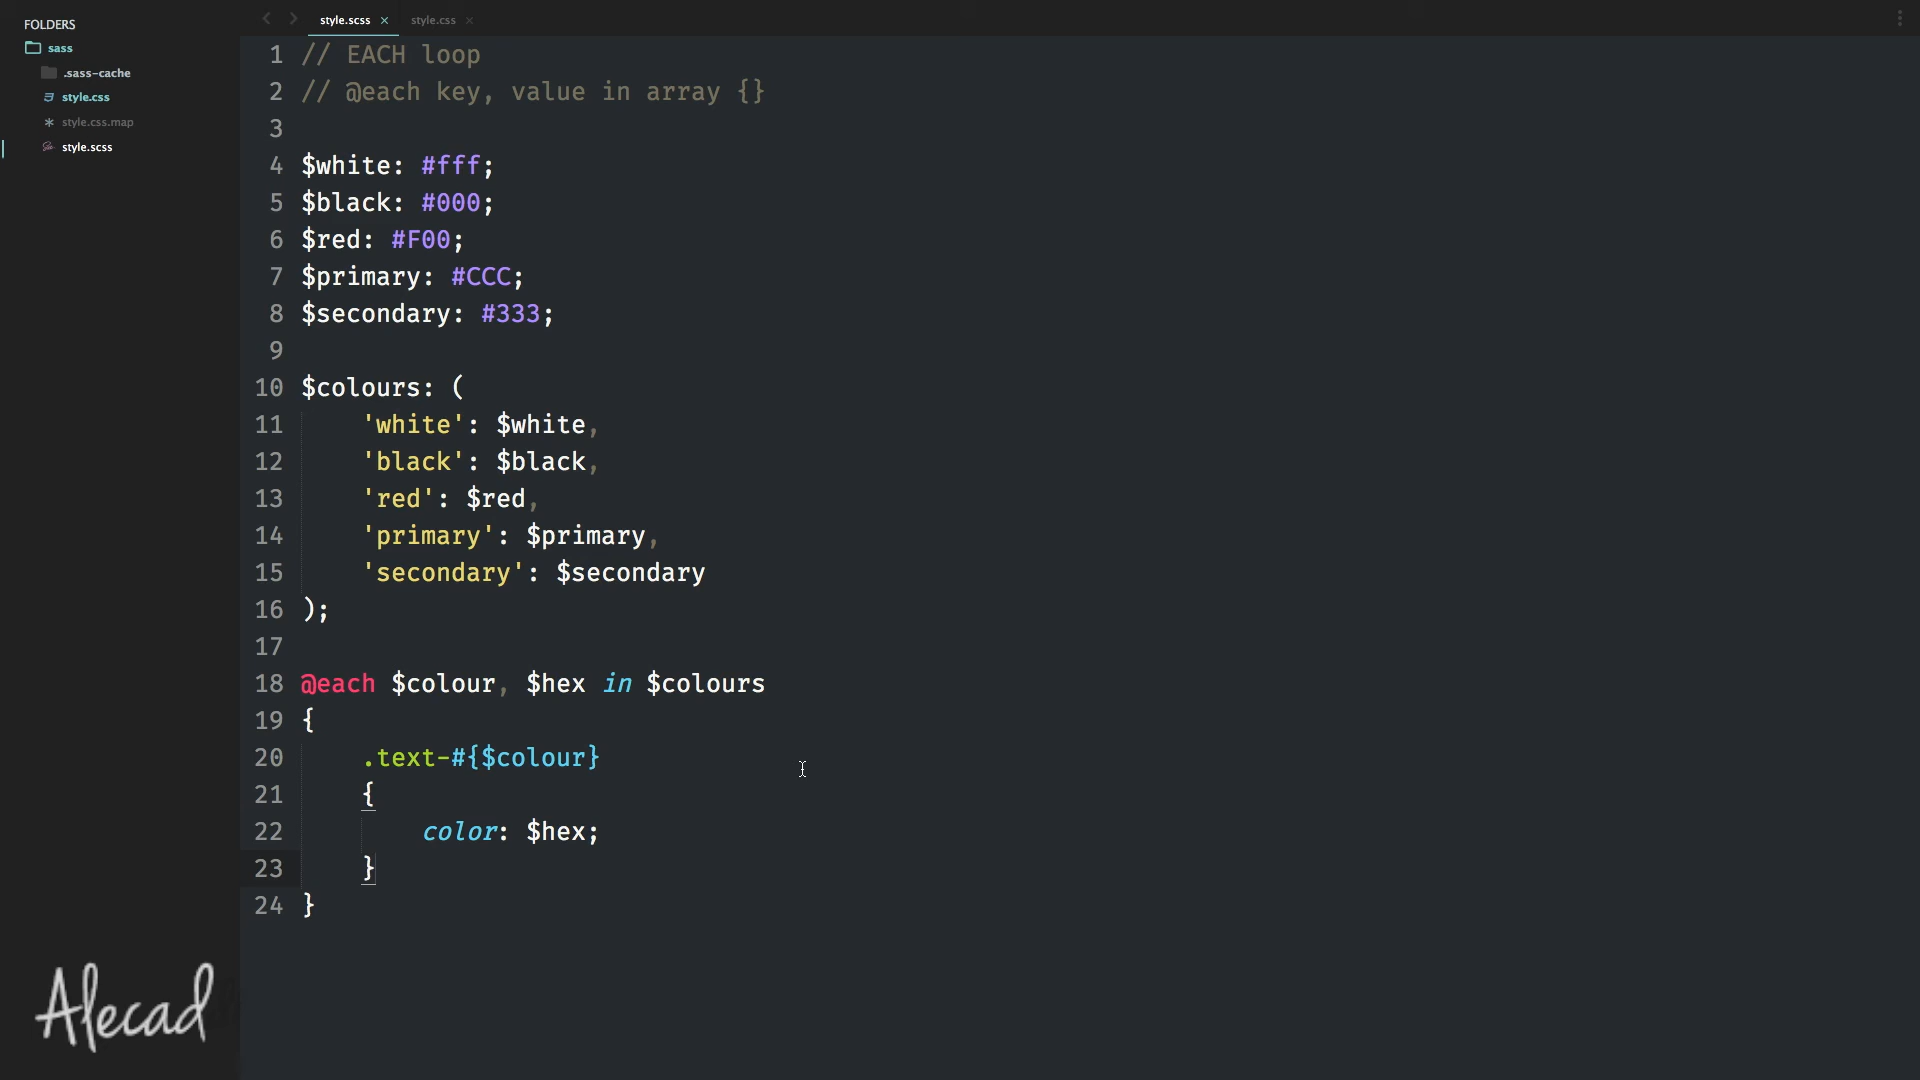 FOLDERS
sass
.sass-cache
style.css
style.css.map
style.scss
style.scss ×
style.css ×
1 // EACH loop
2 // @each key, value in array {}
3
4 $white: #fff;
5 $black: #000;
6 $red: #F00;
7 $primary: #CCC;
8 $secondary: #333;
9
10 $colours: (
11 'white': $white,
12 'black': $black,
13 'red': $red,
14 'primary': $primary,
15 'secondary': $secondary
16 );
17
18 @each $colour, $hex in $colours
19 {
20 .text-#{$colour}
21 {
22 color: $hex;
23 }
24 }
Alecad